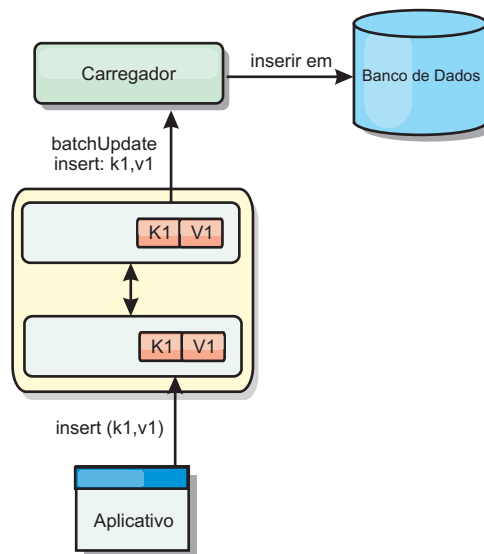 Carregador
inserir em
Banco de Dados
batchUpdate
insert: k1,v1
K1 V1
K1 V1
insert (k1,v1)
Aplicativo